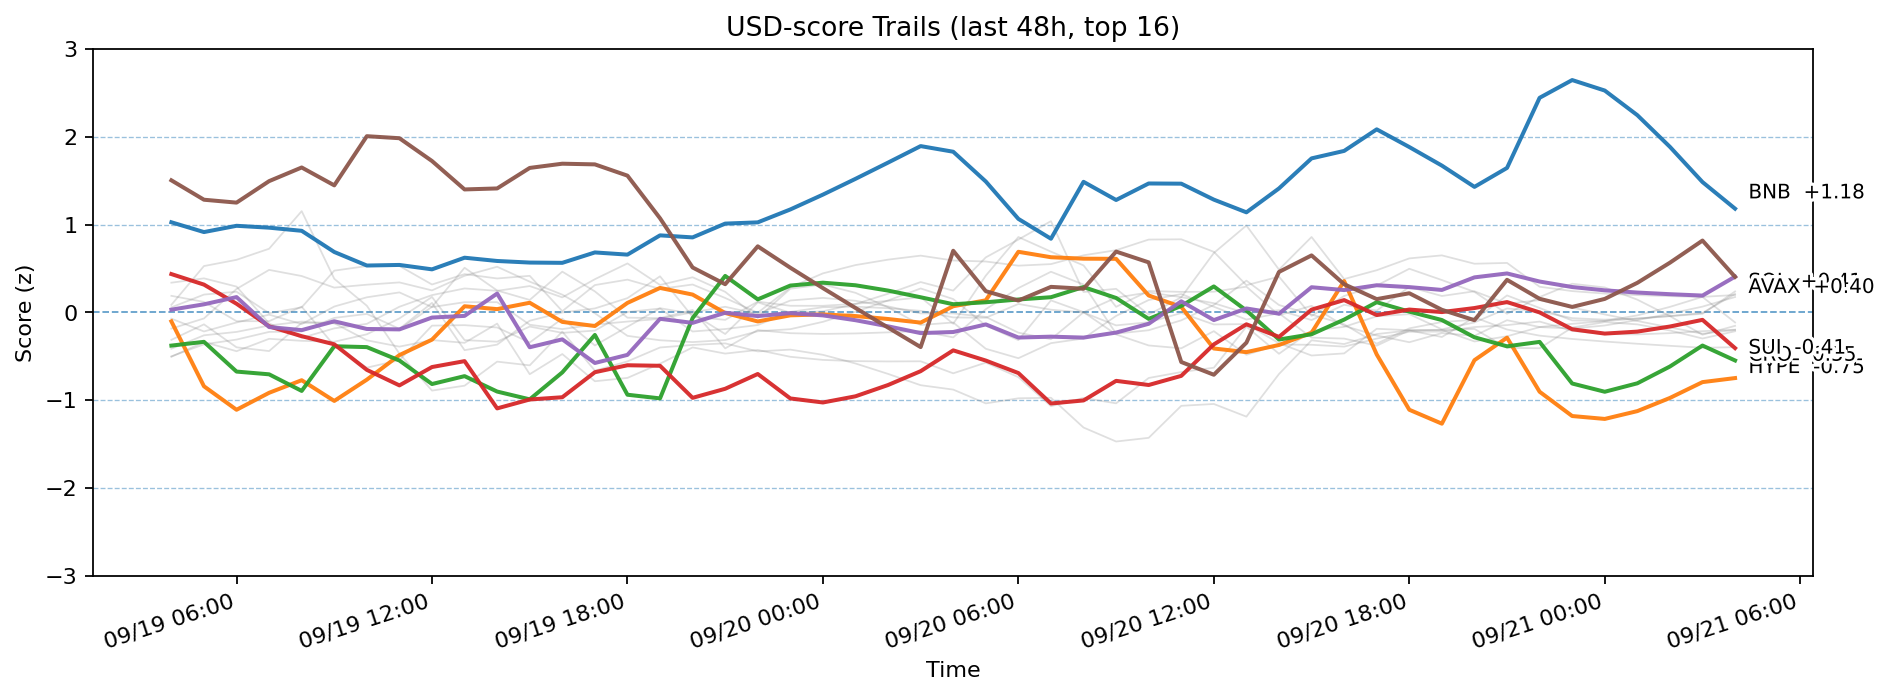 USD-score Trails (last 48h, top 16)
Score (z)
3
2
1
0
−1
−2
−3
BNB +1.18
AVAX +0.40
SUI -0.41
HYPE -0.75
09/19 06:00
09/19 12:00
09/19 18:00
09/20 00:00
09/20 06:00
09/20 12:00
09/20 18:00
09/21 00:00
09/21 06:00
Time